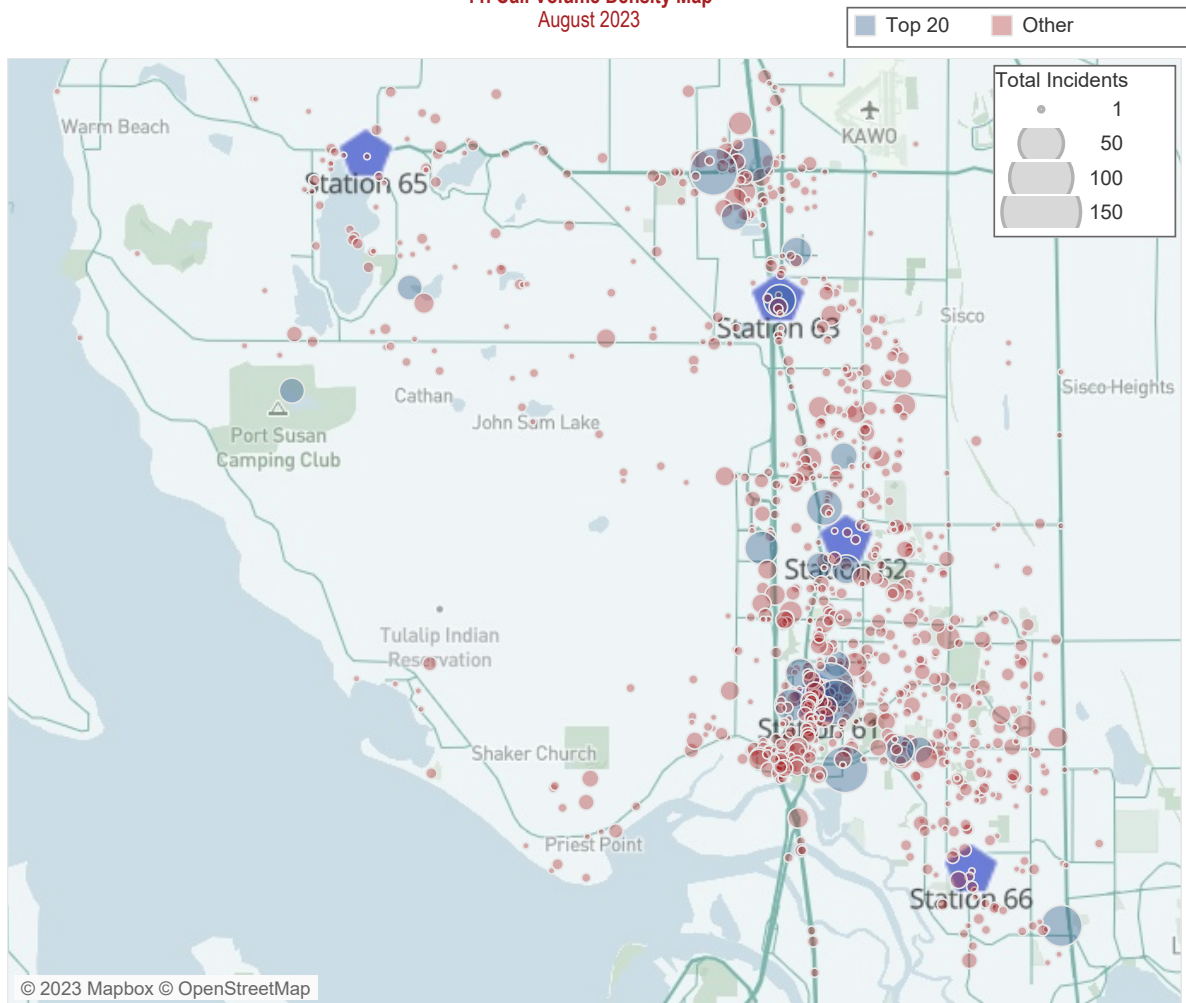 August 2023
Top 20 Other
Total Incidents
1
50
100
150
Warm Beach
KAWO
Station 65
Station 63
Sisco
Sisco Heights
Cathan
John Sam Lake
Port Susan
Camping Club
Station 62
Tulalip Indian
Reservation
Station 61
Shaker Church
Priest Point
Station 66
© 2023 Mapbox © OpenStreetMap